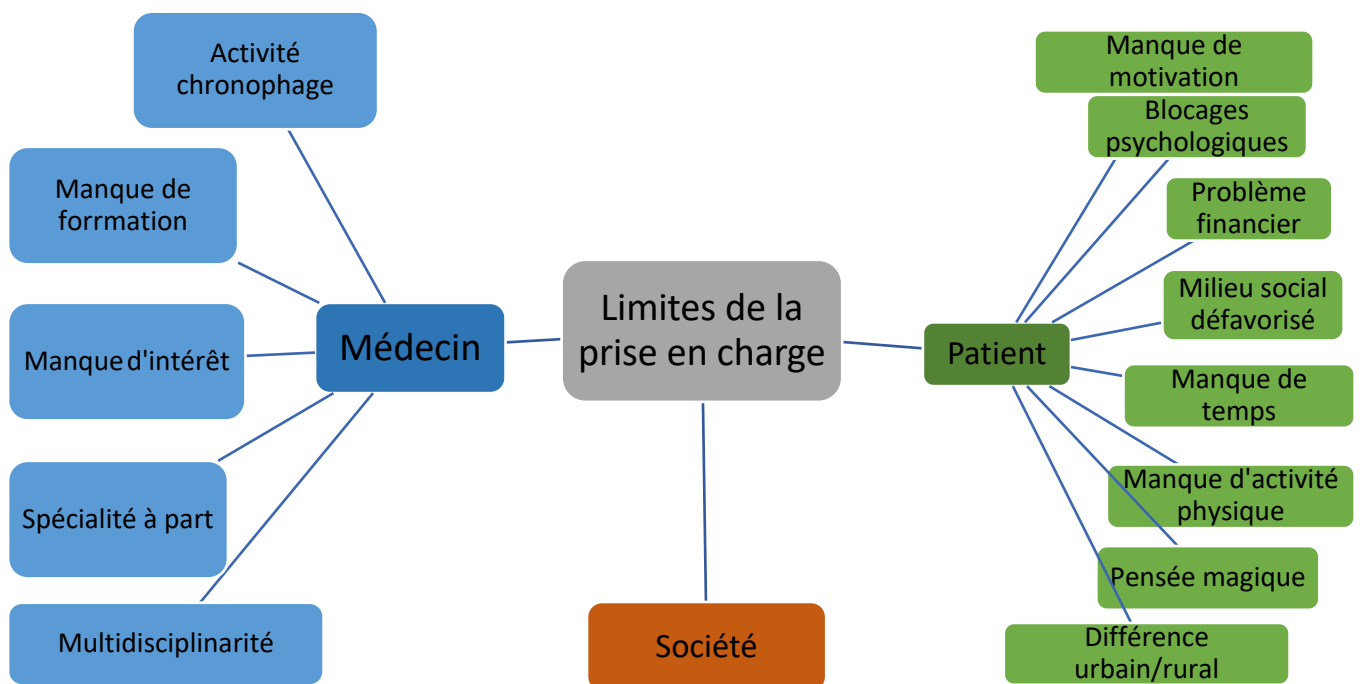 Activité
chronophage
Manque de
forrmation
Manque d'intérêt
Spécialité à part
Multidisciplinarité
Médecin
Limites de la
prise en charge
Société
Patient
Manque de
motivation
Blocages
psychologiques
Problème
financier
Milieu social
défavorisé
Manque de
temps
Manque d'activité
physique
Pensée magique
Différence
urbain/rural